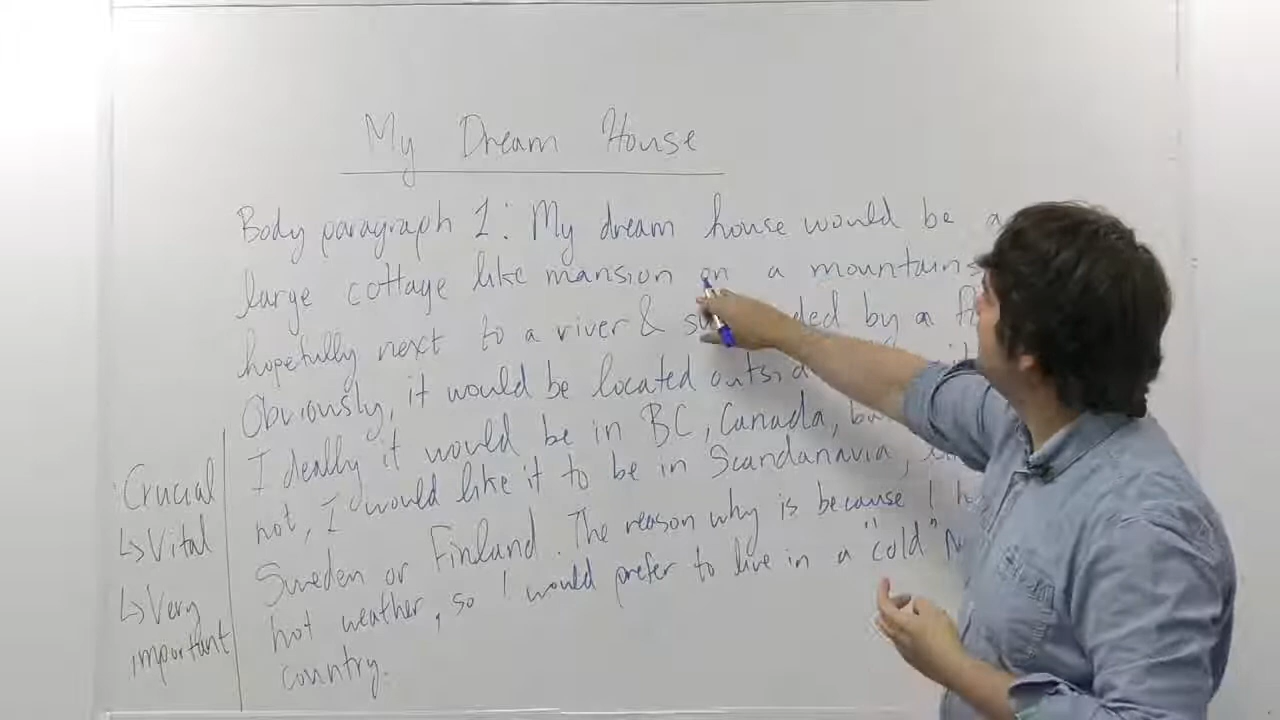 My Dream House
Body paragraph 1: My dream house would be a
large cottage like mansion on a mountains
hopefully next to a river & by a
Obviously, it would be located
Ideally it would be in BC, Canada,
not, I would like it to be in Scandanavia,
Sweden or Finland. The reason why is because I
hot weather, so I would prefer to live in a "cold"
country.
Crucial
↳ Vital
↳ Very
important